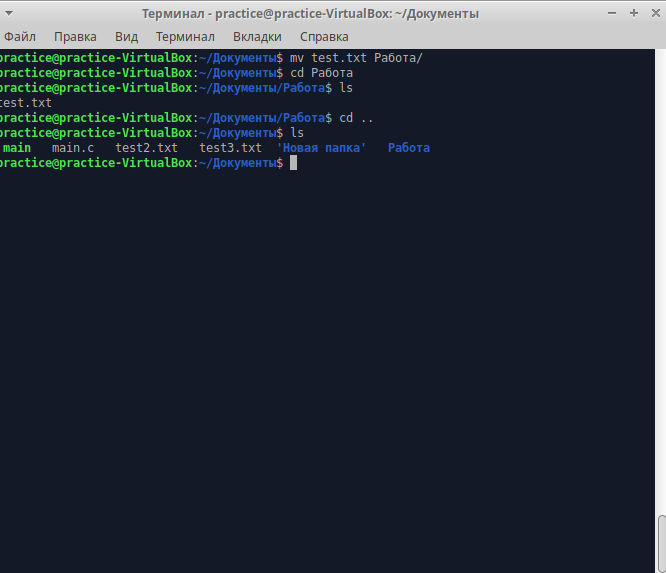 Терминал - practice@practice-VirtualBox: ~/Документы
Файл Правка Вид Терминал Вкладки Справка
practice@practice-VirtualBox:~/Документы$ mv test.txt Работа/
practice@practice-VirtualBox:~/Документы$ cd Работа
practice@practice-VirtualBox:~/Документы/Работа$ ls
test.txt
practice@practice-VirtualBox:~/Документы/Работа$ cd ..
practice@practice-VirtualBox:~/Документы$ ls
main main.c test2.txt test3.txt 'Новая папка' Работа
practice@practice-VirtualBox:~/Документы$